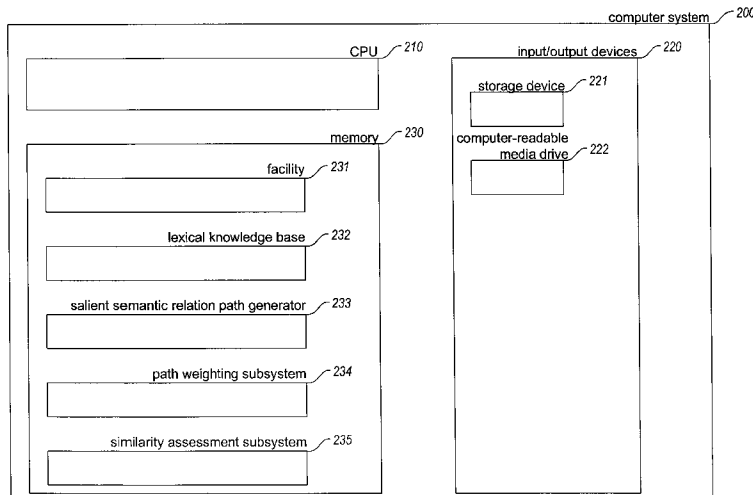 computer system 200
CPU 210
input/output devices 220
storage device 221
computer-readable
media drive 222
memory 230
facility 231
lexical knowledge base 232
salient semantic relation path generator 233
path weighting subsystem 234
similarity assessment subsystem 235